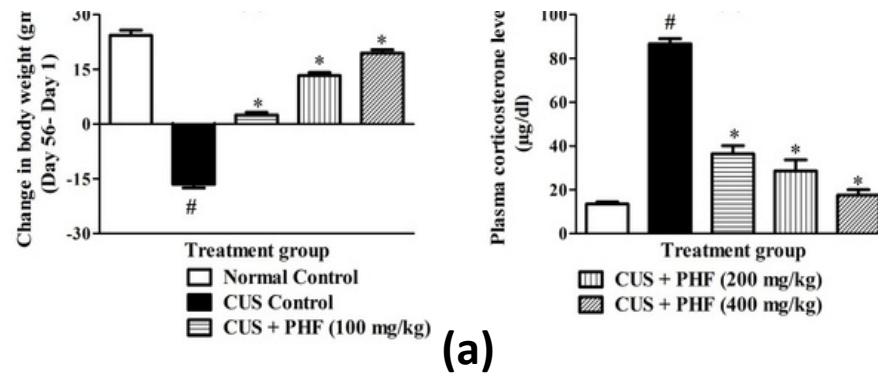 Change in body weight (gm
(Day 56- Day 1)
30
15
0
-15
-30
#
*
*
*
Treatment group
Plasma corticosterone leve
(µg/dl)
100
80
60
40
20
0
#
*
*
*
Treatment group
Normal Control
CUS Control
CUS + PHF (100 mg/kg)
CUS + PHF (200 mg/kg)
CUS + PHF (400 mg/kg)
(a)